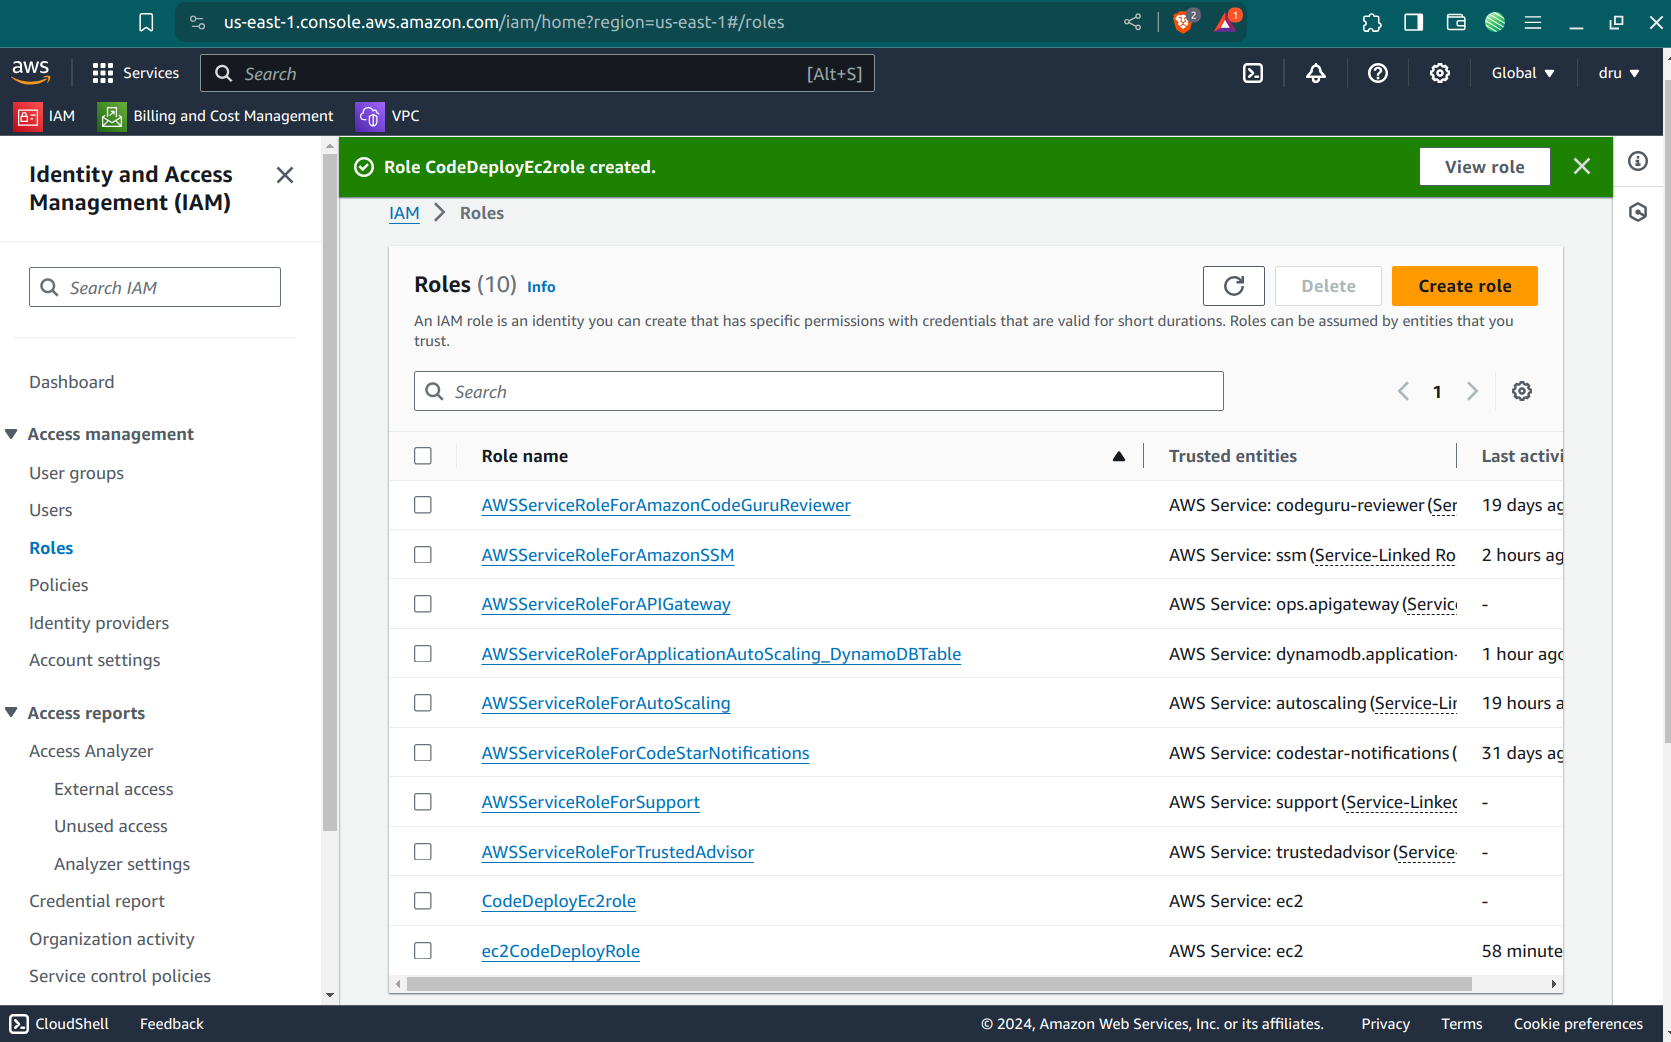 us-east-1.console.aws.amazon.com/iam/home?region=us-east-1#/roles
2
1
aws
Services
Search
[Alt+S]
Global
dru
IAM
Billing and Cost Management
VPC
Identity and Access
Management (IAM)
Search IAM
Dashboard
Access management
User groups
Users
Roles
Policies
Identity providers
Account settings
Access reports
Access Analyzer
External access
Unused access
Analyzer settings
Credential report
Organization activity
Service control policies
Role CodeDeployEc2role created.
View role
IAM > Roles
Roles (10) Info
Delete
Create role
An IAM role is an identity you can create that has specific permissions with credentials that are valid for short durations. Roles can be assumed by entities that you
trust.
Search
1
Role name Trusted entities Last activi
AWSServiceRoleForAmazonCodeGuruReviewer AWS Service: codeguru-reviewer (Ser 19 days ag
AWSServiceRoleForAmazonSSM AWS Service: ssm (Service-Linked Ro 2 hours ag
AWSServiceRoleForAPIGateway AWS Service: ops.apigateway (Servic -
AWSServiceRoleForApplicationAutoScaling_DynamoDBTable AWS Service: dynamodb.application- 1 hour ago
AWSServiceRoleForAutoScaling AWS Service: autoscaling (Service-Lin 19 hours a
AWSServiceRoleForCodeStarNotifications AWS Service: codestar-notifications ( 31 days ag
AWSServiceRoleForSupport AWS Service: support (Service-Linked -
AWSServiceRoleForTrustedAdvisor AWS Service: trustedadvisor (Service- -
CodeDeployEc2role AWS Service: ec2 -
ec2CodeDeployRole AWS Service: ec2 58 minute
CloudShell
Feedback
© 2024, Amazon Web Services, Inc. or its affiliates.
Privacy
Terms
Cookie preferences